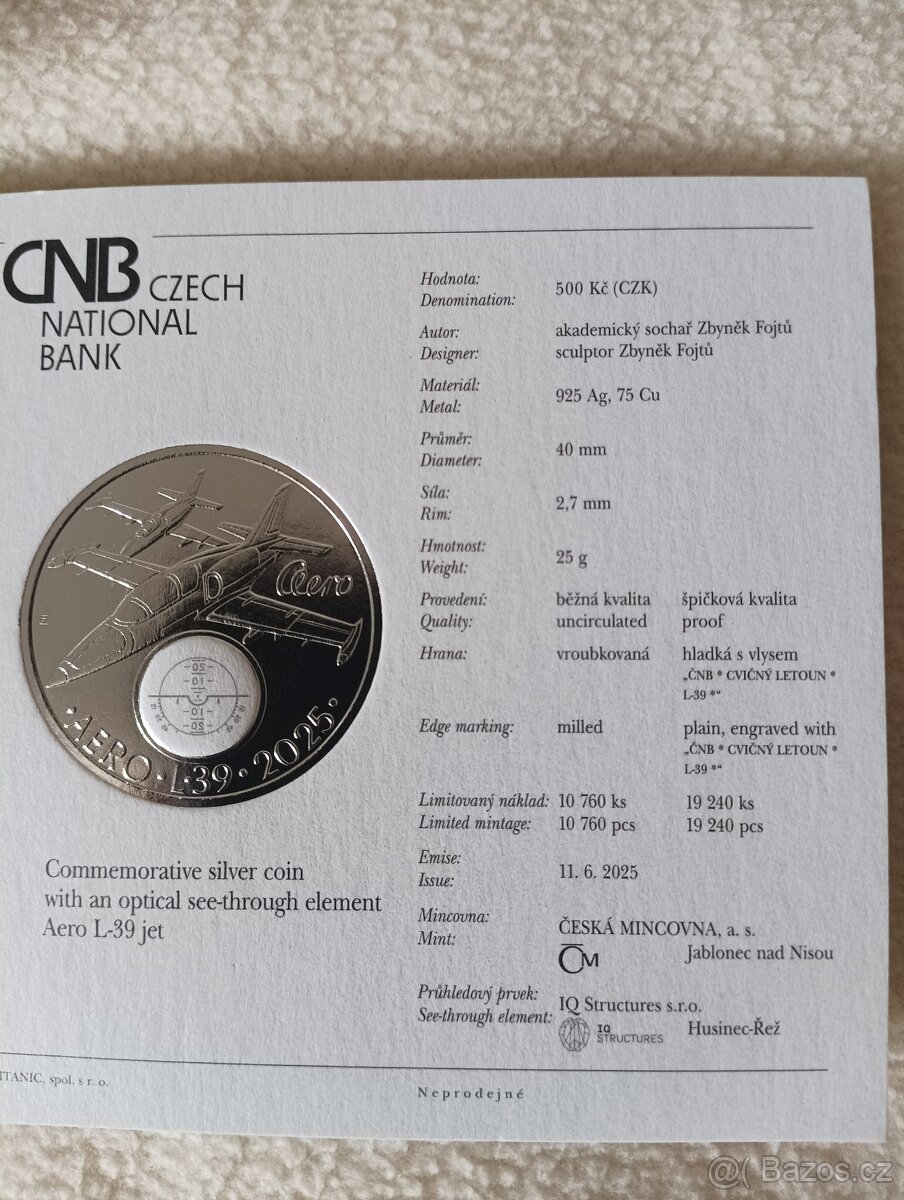 CNB CZECH
NATIONAL
BANK
Aero
D
-20-
-10-
-10-
-20-
·AERO·L-39·2025·
Commemorative silver coin
with an optical see-through element
Aero L-39 jet
Hodnota:
Denomination: 500 Kč (CZK)
Autor: akademický sochař Zbyněk Fojtů
Designer: sculptor Zbyněk Fojtů
Materiál:
Metal: 925 Ag, 75 Cu
Průměr:
Diameter: 40 mm
Síla:
Rim: 2,7 mm
Hmotnost:
Weight: 25 g
Provedení: běžná kvalita špičková kvalita
Quality: uncirculated proof
Hrana: vroubkovaná hladká s vlysem
„ČNB * CVIČNÝ LETOUN *
L-39 *“
Edge marking: milled plain, engraved with
„ČNB * CVIČNÝ LETOUN *
L-39 *“
Limitovaný náklad: 10 760 ks 19 240 ks
Limited mintage: 10 760 pcs 19 240 pcs
Emise:
Issue: 11. 6. 2025
Mincovna: ČESKÁ MINCOVNA, a. s.
Mint: ČM Jablonec nad Nisou
Průhledový prvek: IQ Structures s.r.o.
See-through element: IQ STRUCTURES Husinec-Řež
ITANIC, spol. s r. o.
Neprodejné
@ Bazos.cz